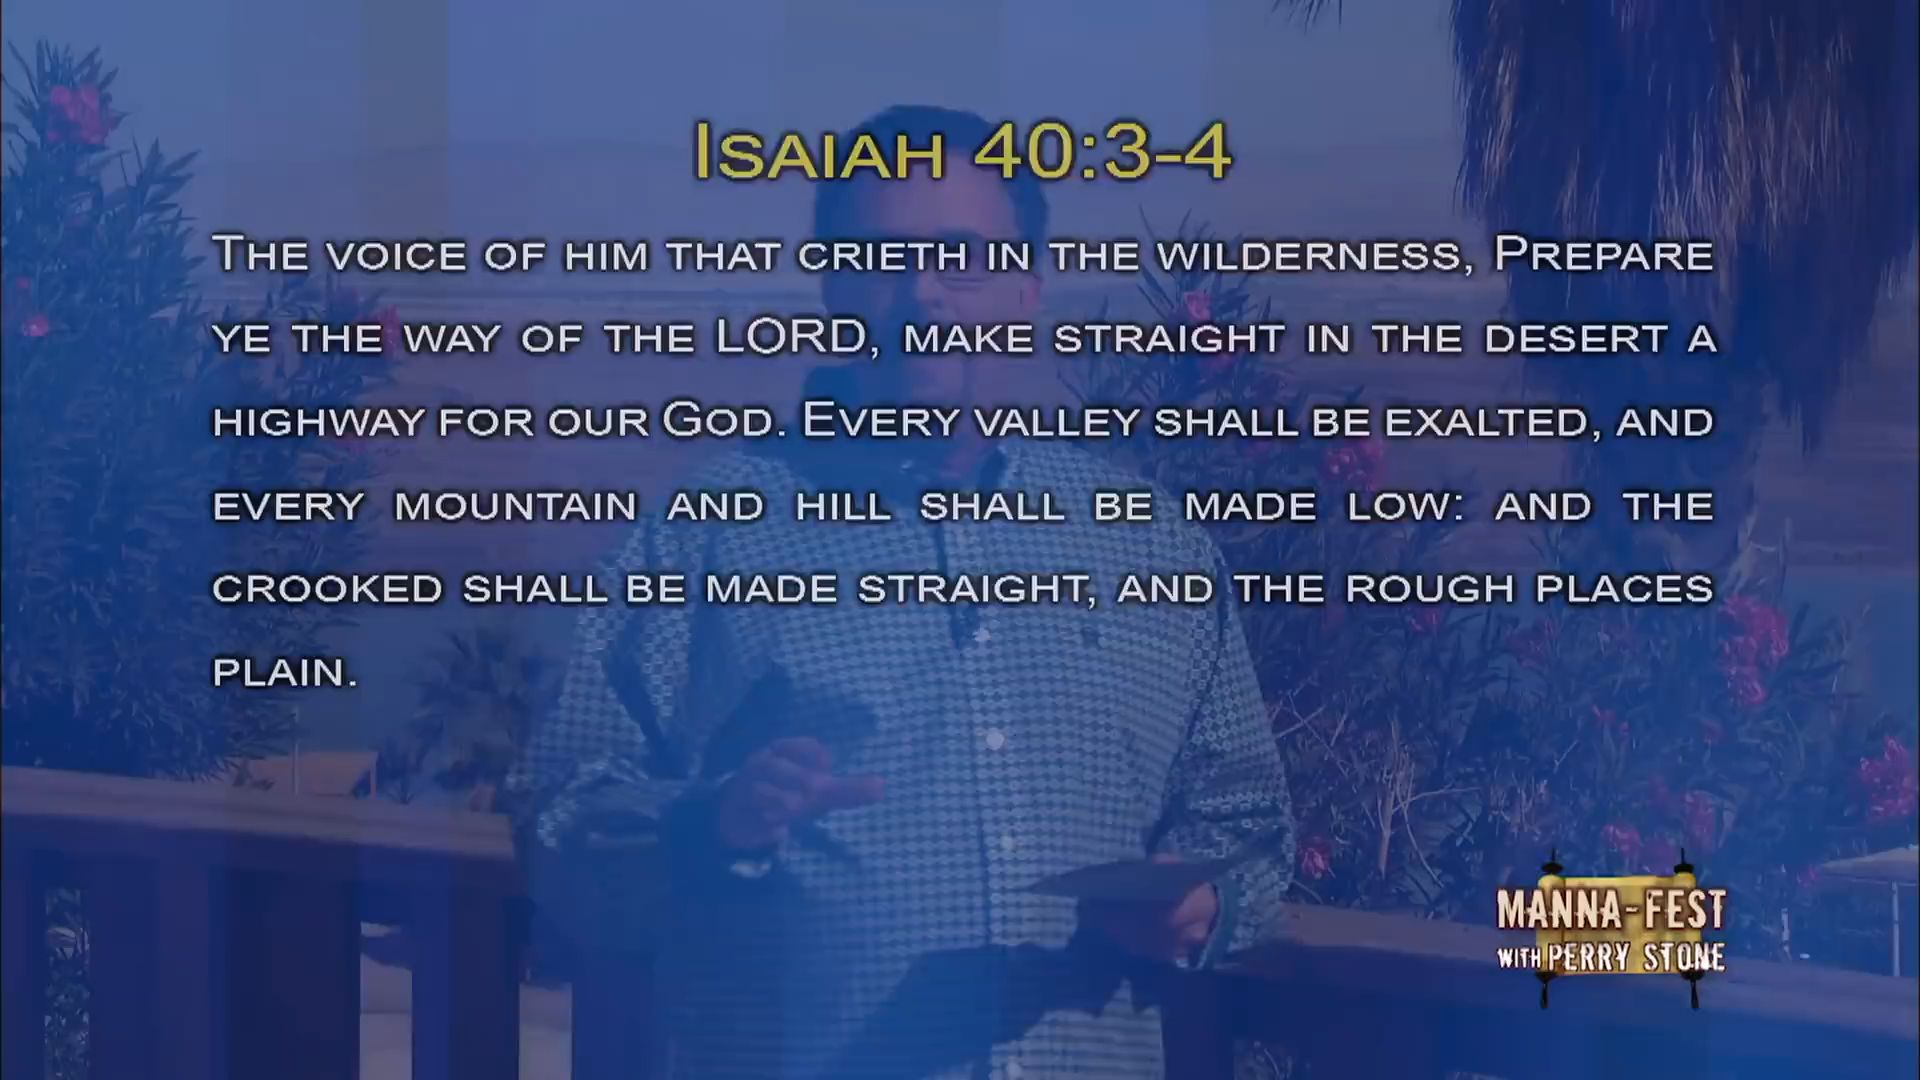 ISAIAH 40:3-4
THE VOICE OF HIM THAT CRIETH IN THE WILDERNESS, PREPARE
YE THE WAY OF THE LORD, MAKE STRAIGHT IN THE DESERT A
HIGHWAY FOR OUR GOD. EVERY VALLEY SHALL BE EXALTED, AND
EVERY MOUNTAIN AND HILL SHALL BE MADE LOW: AND THE
CROOKED SHALL BE MADE STRAIGHT, AND THE ROUGH PLACES
PLAIN.
MANNA-FEST
WITH PERRY STONE